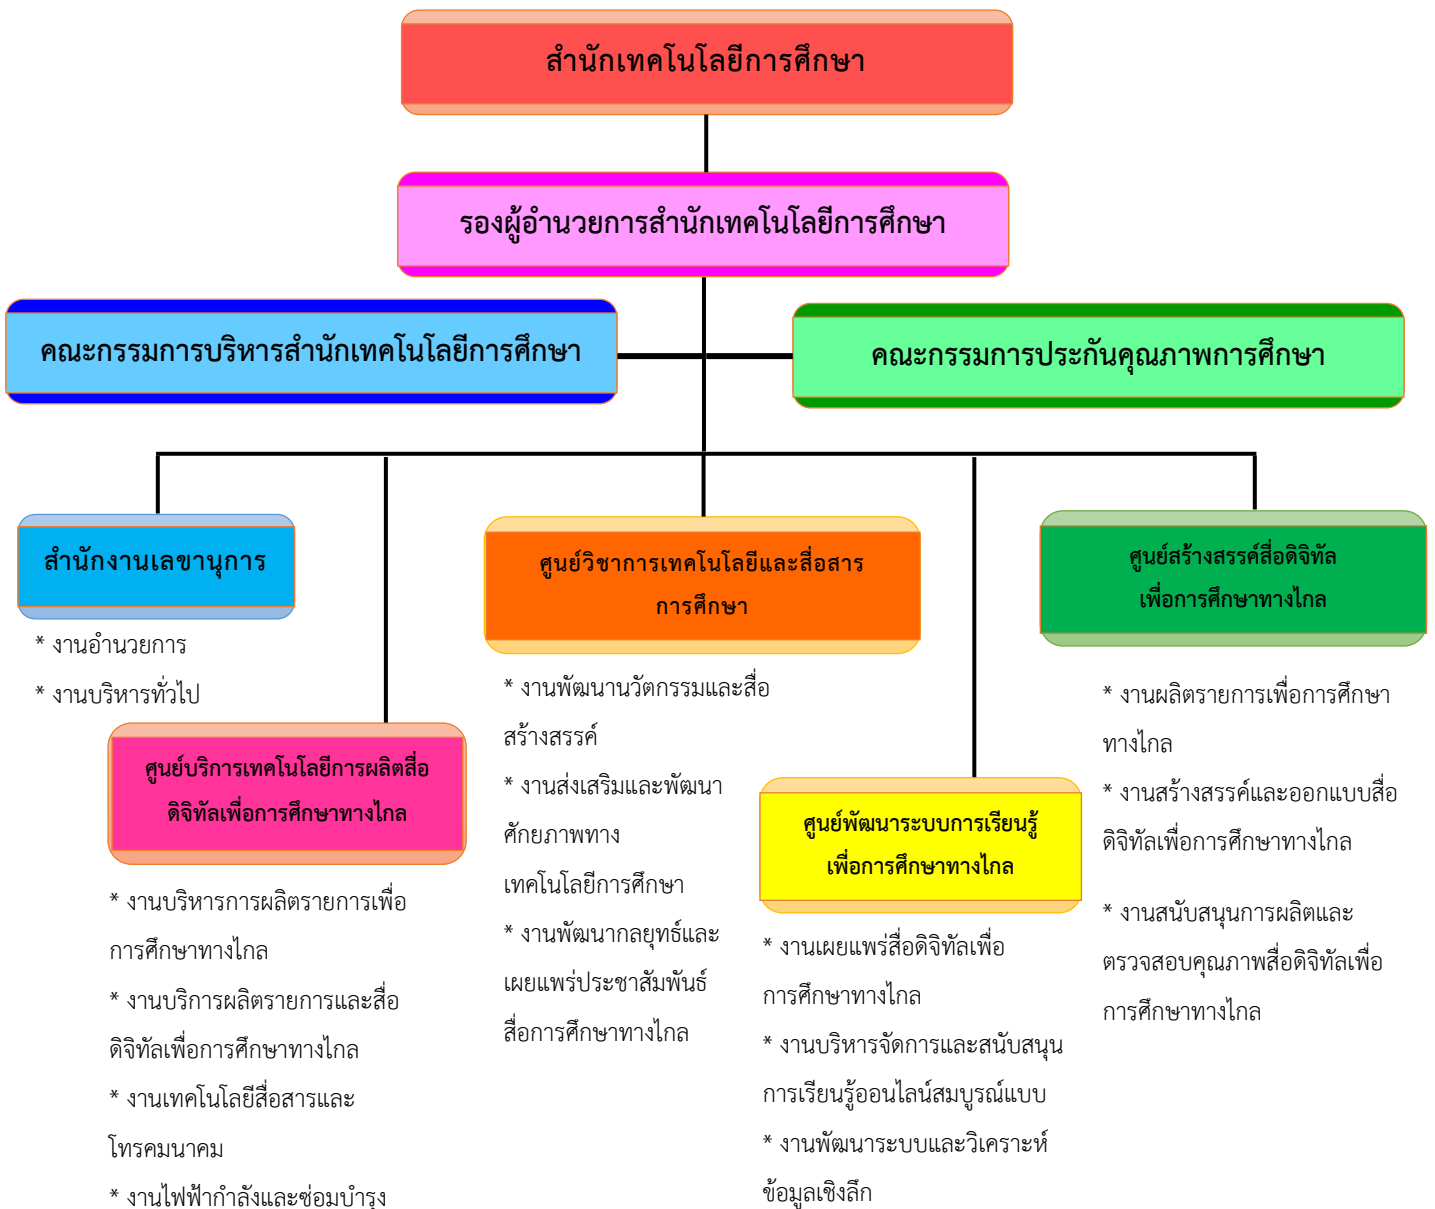 สำนักเทคโนโลยีการศึกษา
รองผู้อำนวยการสำนักเทคโนโลยีการศึกษา
คณะกรรมการบริหารสำนักเทคโนโลยีการศึกษา
คณะกรรมการประกันคุณภาพการศึกษา
สำนักงานเลขานุการ
* งานอำนวยการ
* งานบริหารทั่วไป
ศูนย์บริการเทคโนโลยีการผลิตสื่อ
ดิจิทัลเพื่อการศึกษาทางไกล
* งานบริหารการผลิตรายการเพื่อ
การศึกษาทางไกล
* งานบริการผลิตรายการและสื่อ
ดิจิทัลเพื่อการศึกษาทางไกล
* งานเทคโนโลยีสื่อสารและ
โทรคมนาคม
* งานไฟฟ้ากำลังและซ่อมบำรุง
ศูนย์วิชาการเทคโนโลยีและสื่อสาร
การศึกษา
* งานพัฒนานวัตกรรมและสื่อ
สร้างสรรค์
* งานส่งเสริมและพัฒนา
ศักยภาพทาง
เทคโนโลยีการศึกษา
* งานพัฒนากลยุทธ์และ
เผยแพร่ประชาสัมพันธ์
สื่อการศึกษาทางไกล
ศูนย์พัฒนาระบบการเรียนรู้
เพื่อการศึกษาทางไกล
* งานเผยแพร่สื่อดิจิทัลเพื่อ
การศึกษาทางไกล
* งานบริหารจัดการและสนับสนุน
การเรียนรู้ออนไลน์สมบูรณ์แบบ
* งานพัฒนาระบบและวิเคราะห์
ข้อมูลเชิงลึก
ศูนย์สร้างสรรค์สื่อดิจิทัล
เพื่อการศึกษาทางไกล
* งานผลิตรายการเพื่อการศึกษา
ทางไกล
* งานสร้างสรรค์และออกแบบสื่อ
ดิจิทัลเพื่อการศึกษาทางไกล
* งานสนับสนุนการผลิตและ
ตรวจสอบคุณภาพสื่อดิจิทัลเพื่อ
การศึกษาทางไกล